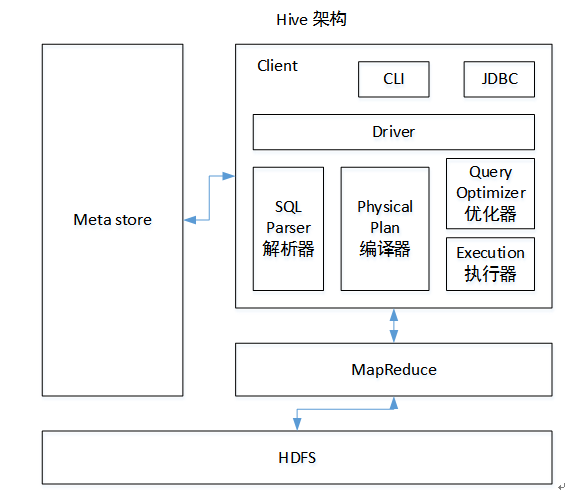 Hive 架构
Client
CLI
JDBC
Driver
Meta store
SQL
Parser
解析器
Physical
Plan
编译器
Query
Optimizer
优化器
Execution
执行器
MapReduce
HDFS